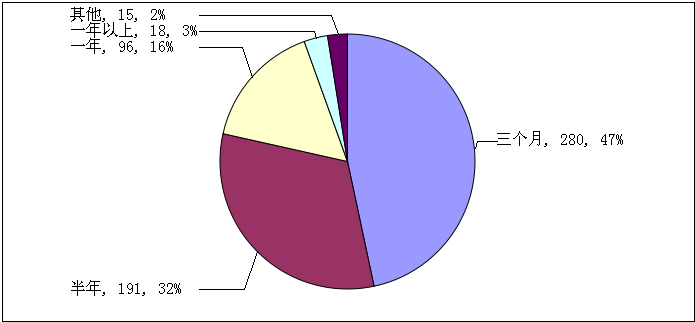 其他, 15, 2%
一年以上, 18, 3%
一年, 96, 16%
三个月, 280, 47%
半年, 191, 32%